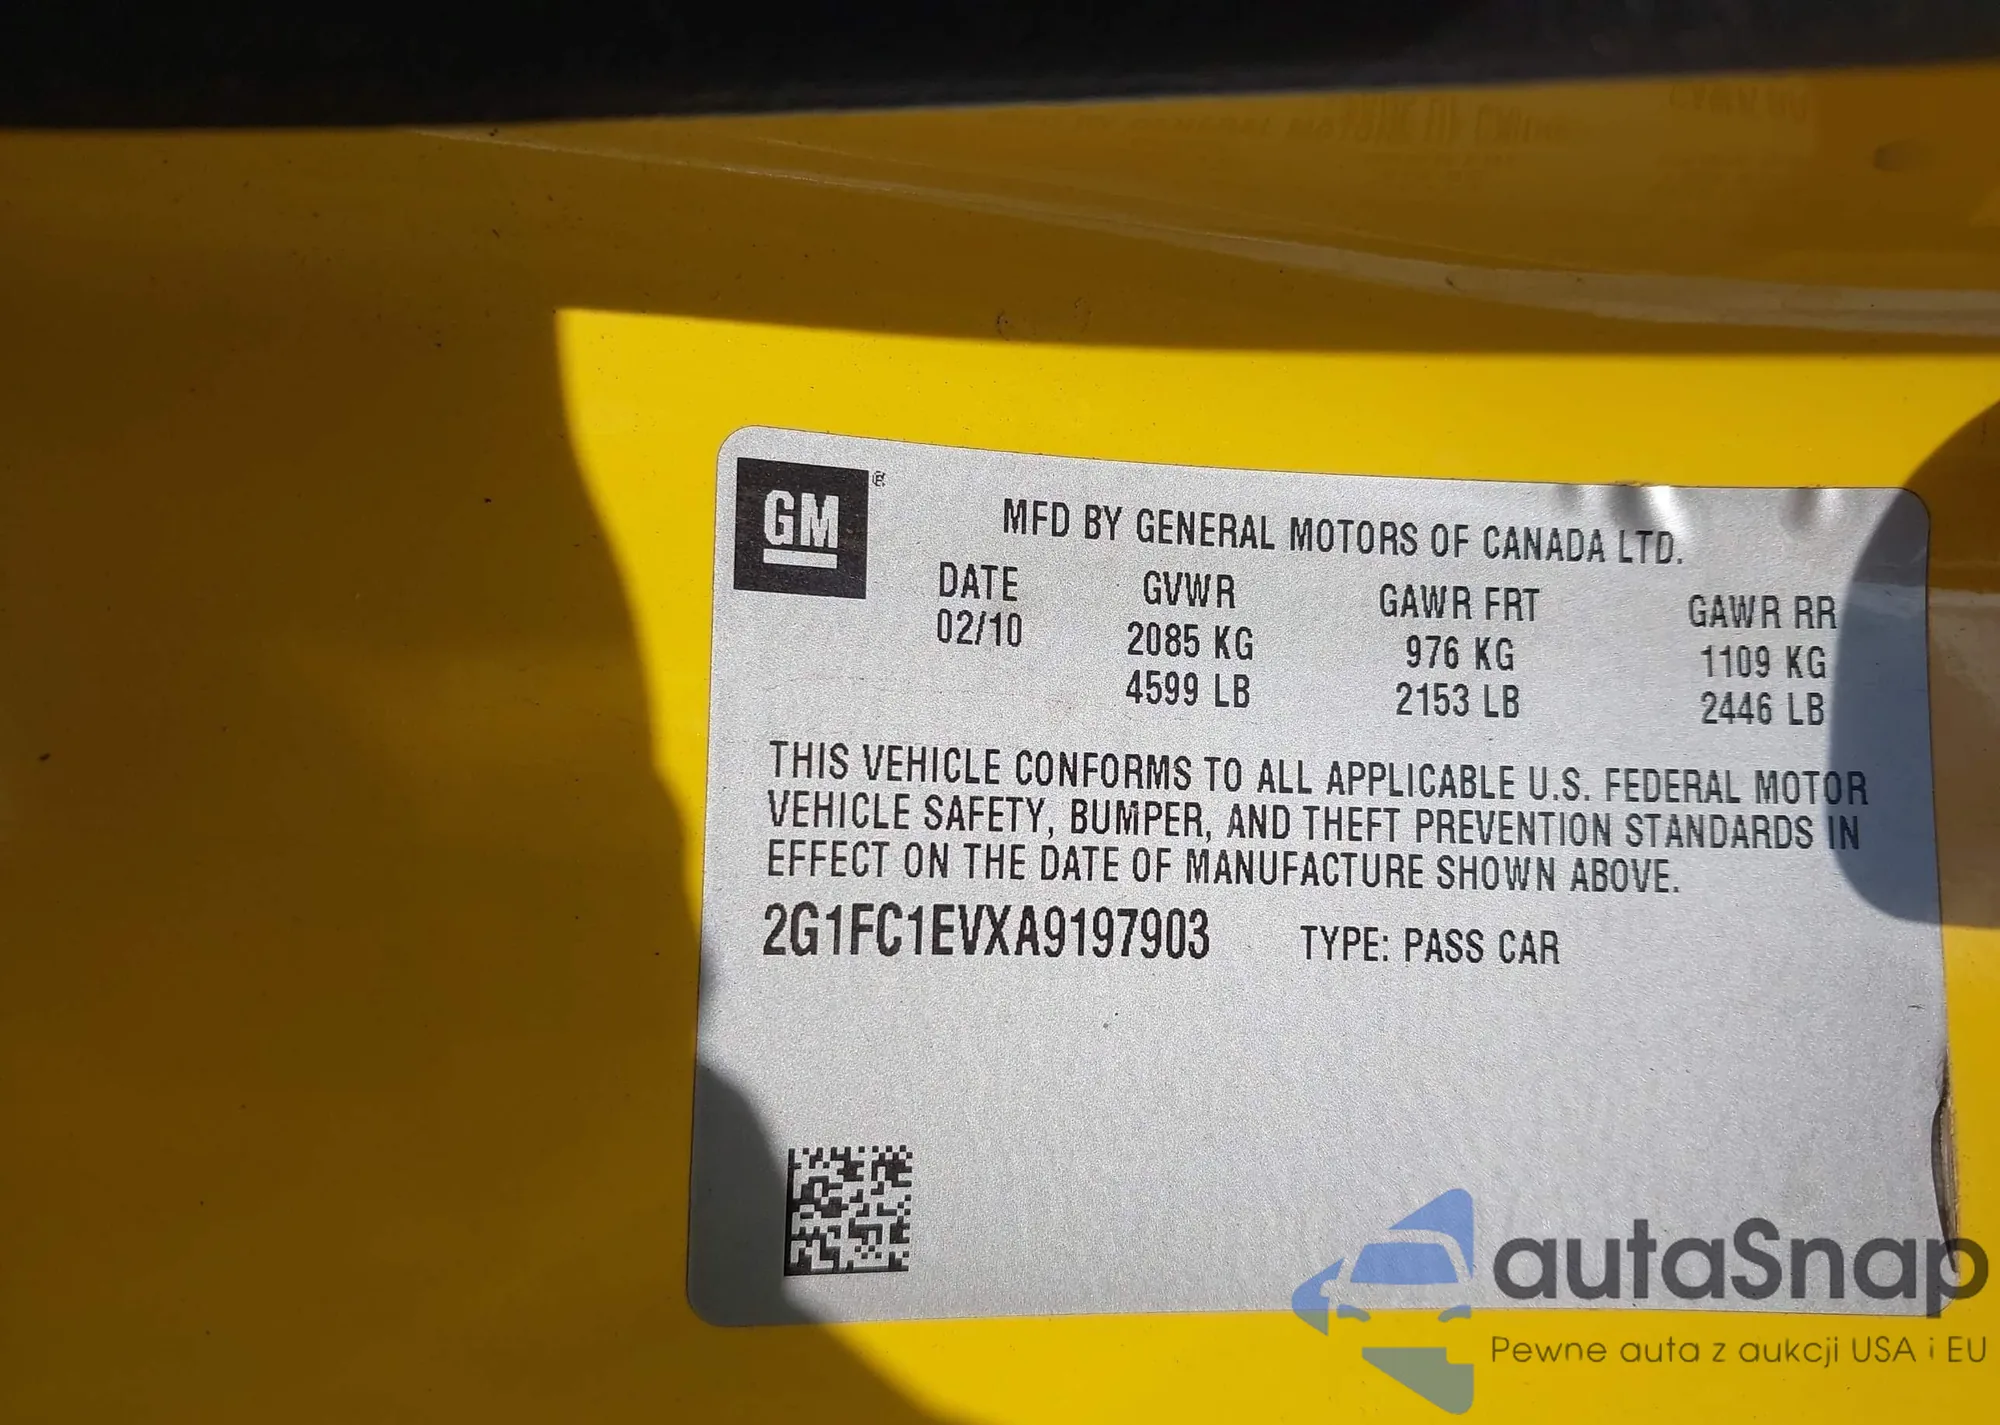 GM
®
MFD BY GENERAL MOTORS OF CANADA LTD.
DATE GVWR GAWR FRT GAWR RR
02/10 2085 KG 976 KG 1109 KG
4599 LB 2153 LB 2446 LB
THIS VEHICLE CONFORMS TO ALL APPLICABLE U.S. FEDERAL MOTOR
VEHICLE SAFETY, BUMPER, AND THEFT PREVENTION STANDARDS IN
EFFECT ON THE DATE OF MANUFACTURE SHOWN ABOVE.
2G1FC1EVXA9197903 TYPE: PASS CAR
autaSnap
Pewne auta z aukcji USA i EU